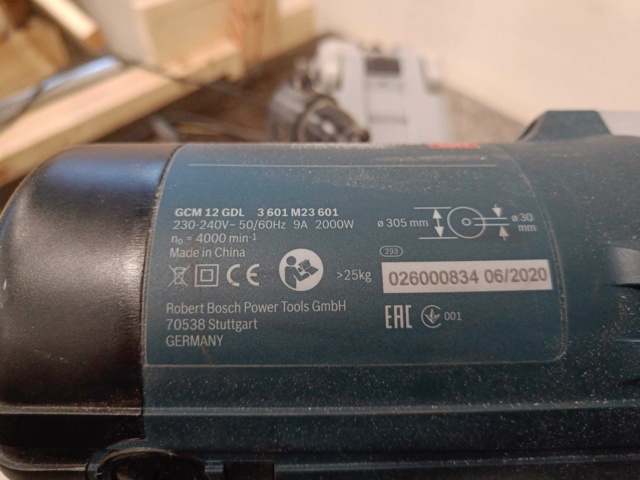 GCM 12 GDL 3 601 M23 601
230-240V~ 50/60Hz 9A 2000W
n₀ = 4000 min⁻¹
Made in China
ø 305 mm
ø 30 mm
293
>25kg
026000834 06/2020
CE
Robert Bosch Power Tools GmbH
70538 Stuttgart
GERMANY
EAC
001